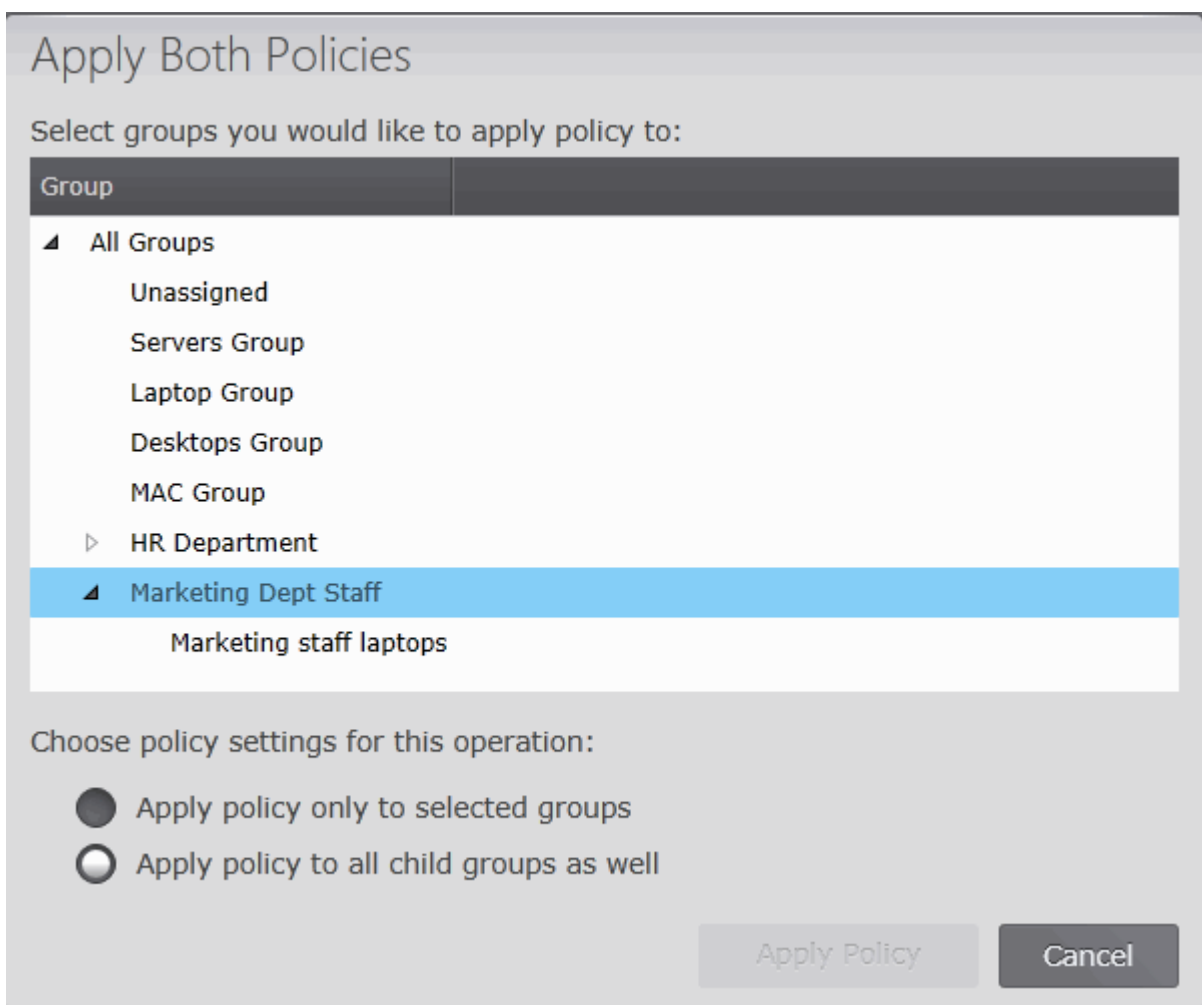 Apply Both Policies
Select groups you would like to apply policy to:
Group
All Groups
Unassigned
Servers Group
Laptop Group
Desktops Group
MAC Group
HR Department
Marketing Dept Staff
Marketing staff laptops
Choose policy settings for this operation:
Apply policy only to selected groups
Apply policy to all child groups as well
Apply Policy Cancel